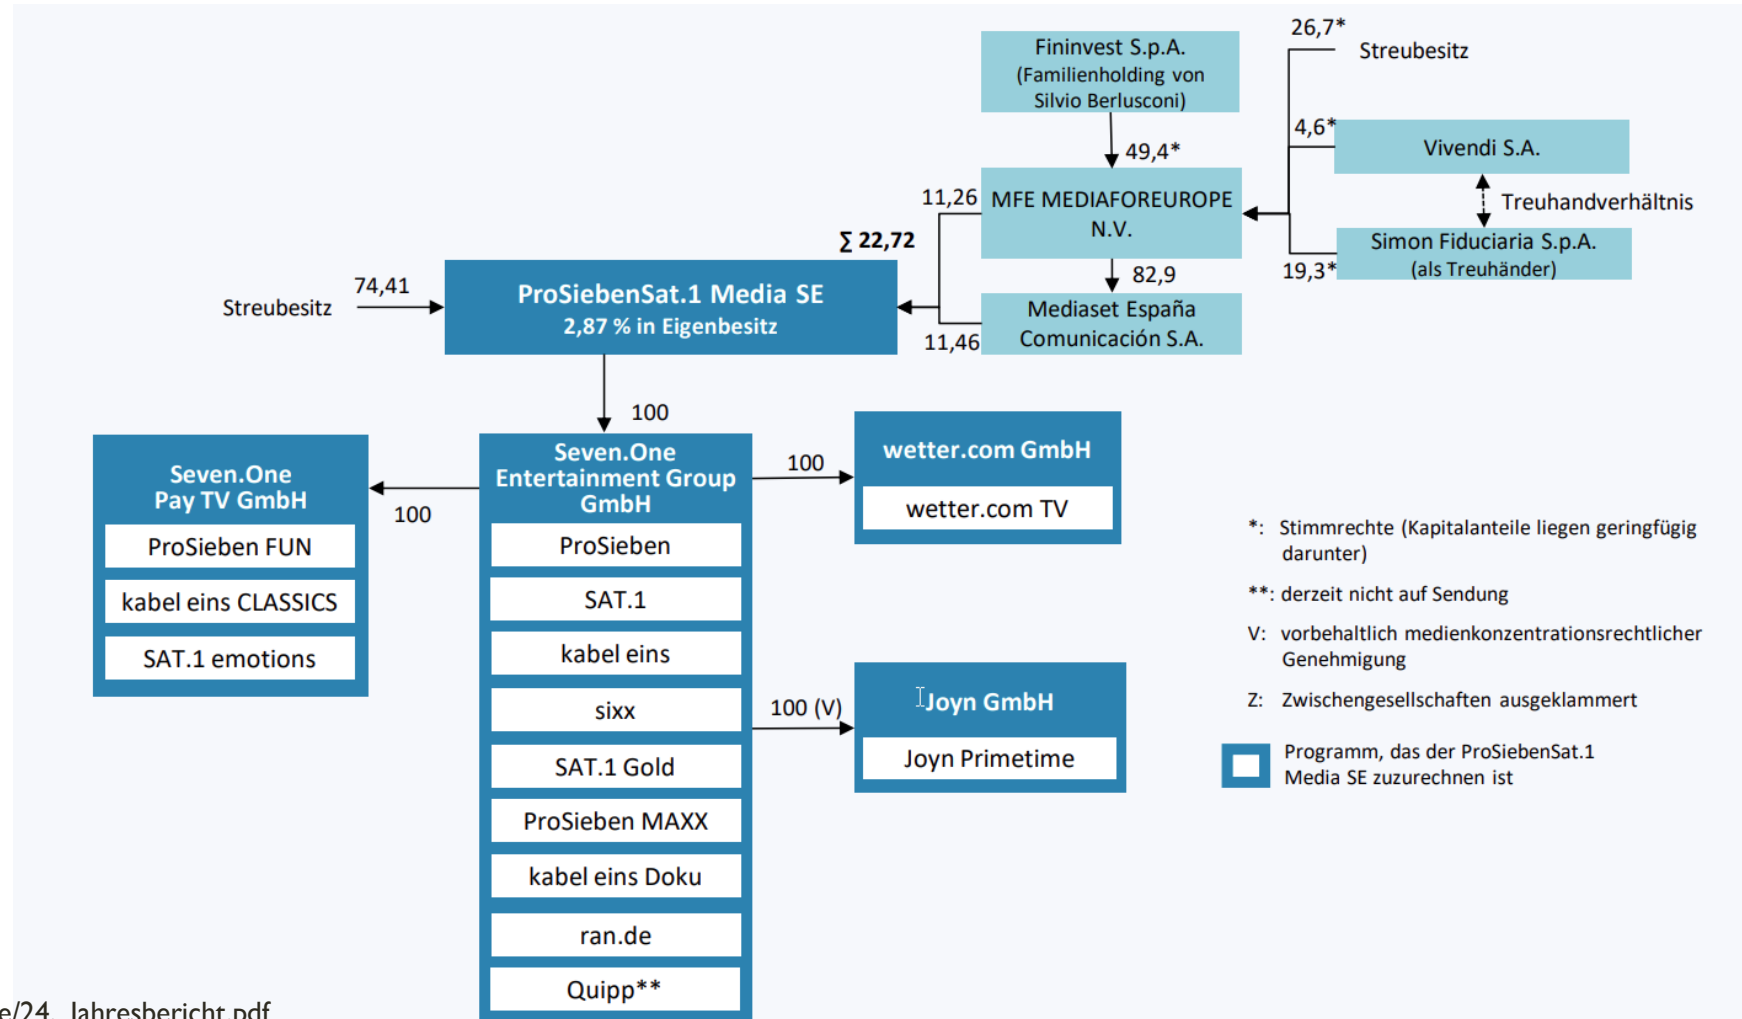 26,7*
Streubesitz
Fininvest S.p.A.
(Familienholding von
Silvio Berlusconi)
49,4*
4,6*
Vivendi S.A.
Treuhandverhältnis
Simon Fiduciaria S.p.A.
(als Treuhänder)
19,3*
MFE MEDIAFOREUROPE
N.V.
11,26
∑ 22,72
82,9
Mediaset España
Comunicación S.A.
11,46
Streubesitz
74,41
ProSiebenSat.1 Media SE
2,87 % in Eigenbesitz
100
Seven.One
Pay TV GmbH
ProSieben FUN
kabel eins CLASSICS
SAT.1 emotions
100
Seven.One
Entertainment Group
GmbH
ProSieben
SAT.1
kabel eins
sixx
SAT.1 Gold
ProSieben MAXX
kabel eins Doku
ran.de
Quipp**
100
wetter.com GmbH
wetter.com TV
100 (V)
Joyn GmbH
Joyn Primetime
*: Stimmrechte (Kapitalanteile liegen geringfügig
darunter)
**: derzeit nicht auf Sendung
V: vorbehaltlich medienkonzentrationsrechtlicher
Genehmigung
Z: Zwischengesellschaften ausgeklammert
Programm, das der ProSiebenSat.1
Media SE zuzurechnen ist
e/24._Jahresbericht.pdf